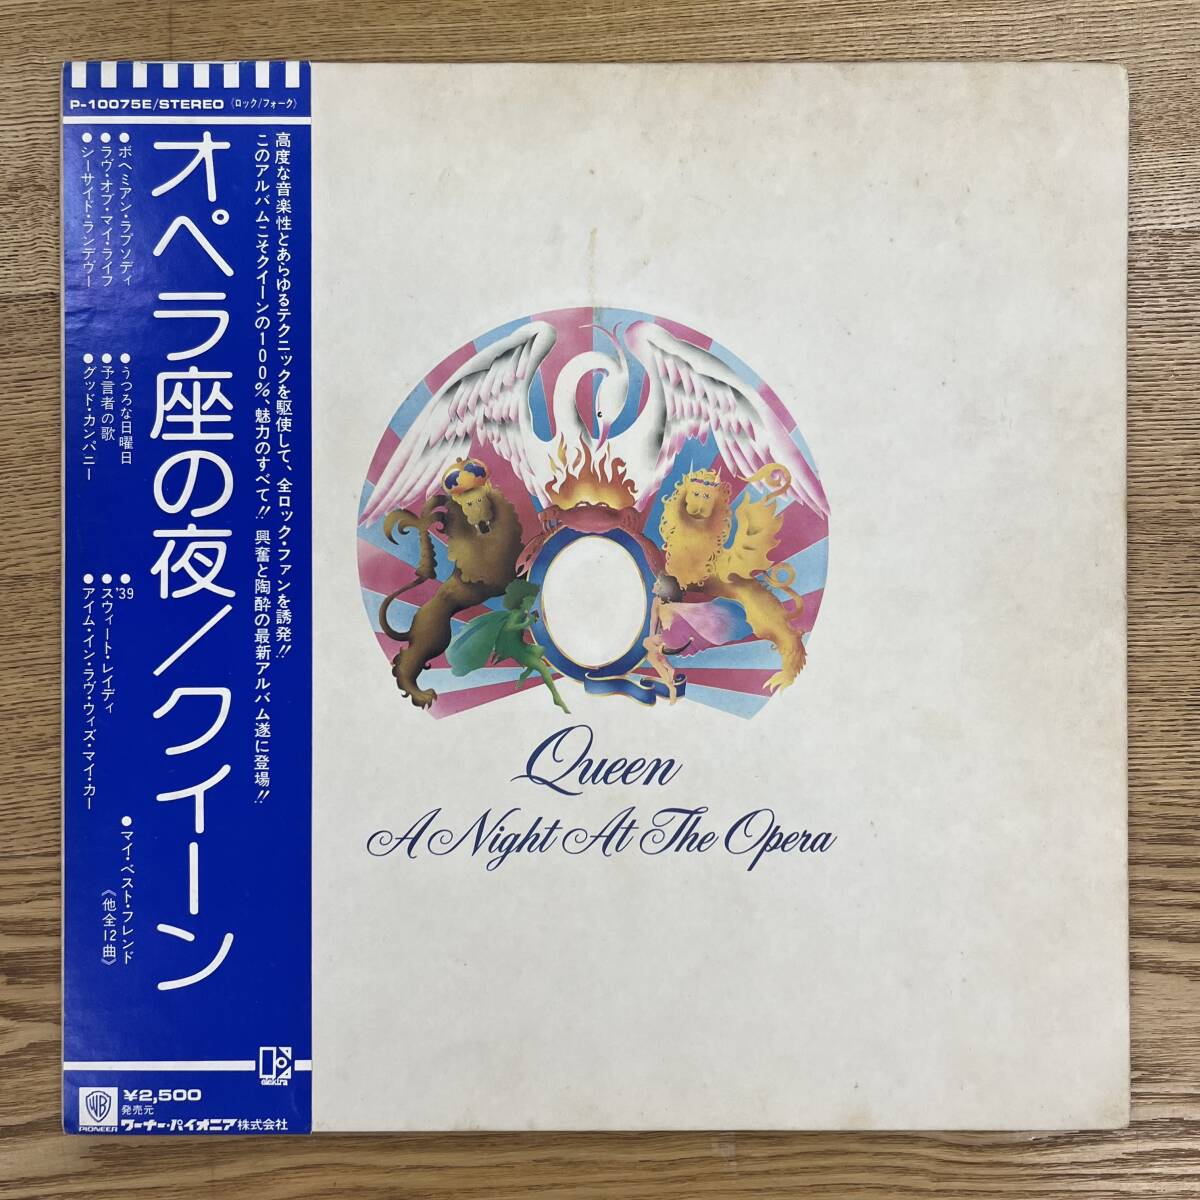 P-10075E/STEREO〈ロック/フォーク〉
高度な音楽性とあらゆるテクニックを駆使して、全ロック・ファンを誘発!!
このアルバムこそクイーンの100%、魅力のすべて!! 興奮と陶酔の最新アルバム遂に登場!!
オペラ座の夜/クイーン
●ボヘミアン・ラプソディ
●ラヴ・オブ・マイ・ライフ
●シーサイド・ランデヴー
●うつろな日曜日
●予言者の歌
●グッド・カンパニー
●'39
●スウィート・レイディ
●アイム・イン・ラヴ・ウィズ・マイ・カー
●マイ・ベスト・フレンド
《他全12曲》
elektra
WB
PIONEER
¥2,500
発売元
ワーナー・パイオニア株式会社
Queen
A Night At The Opera